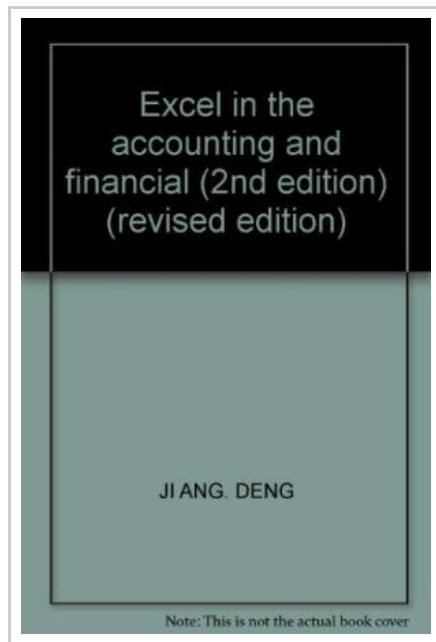 Excel in the
accounting and
financial (2nd edition)
(revised edition)
JI ANG. DENG
Note: This is not the actual book cover